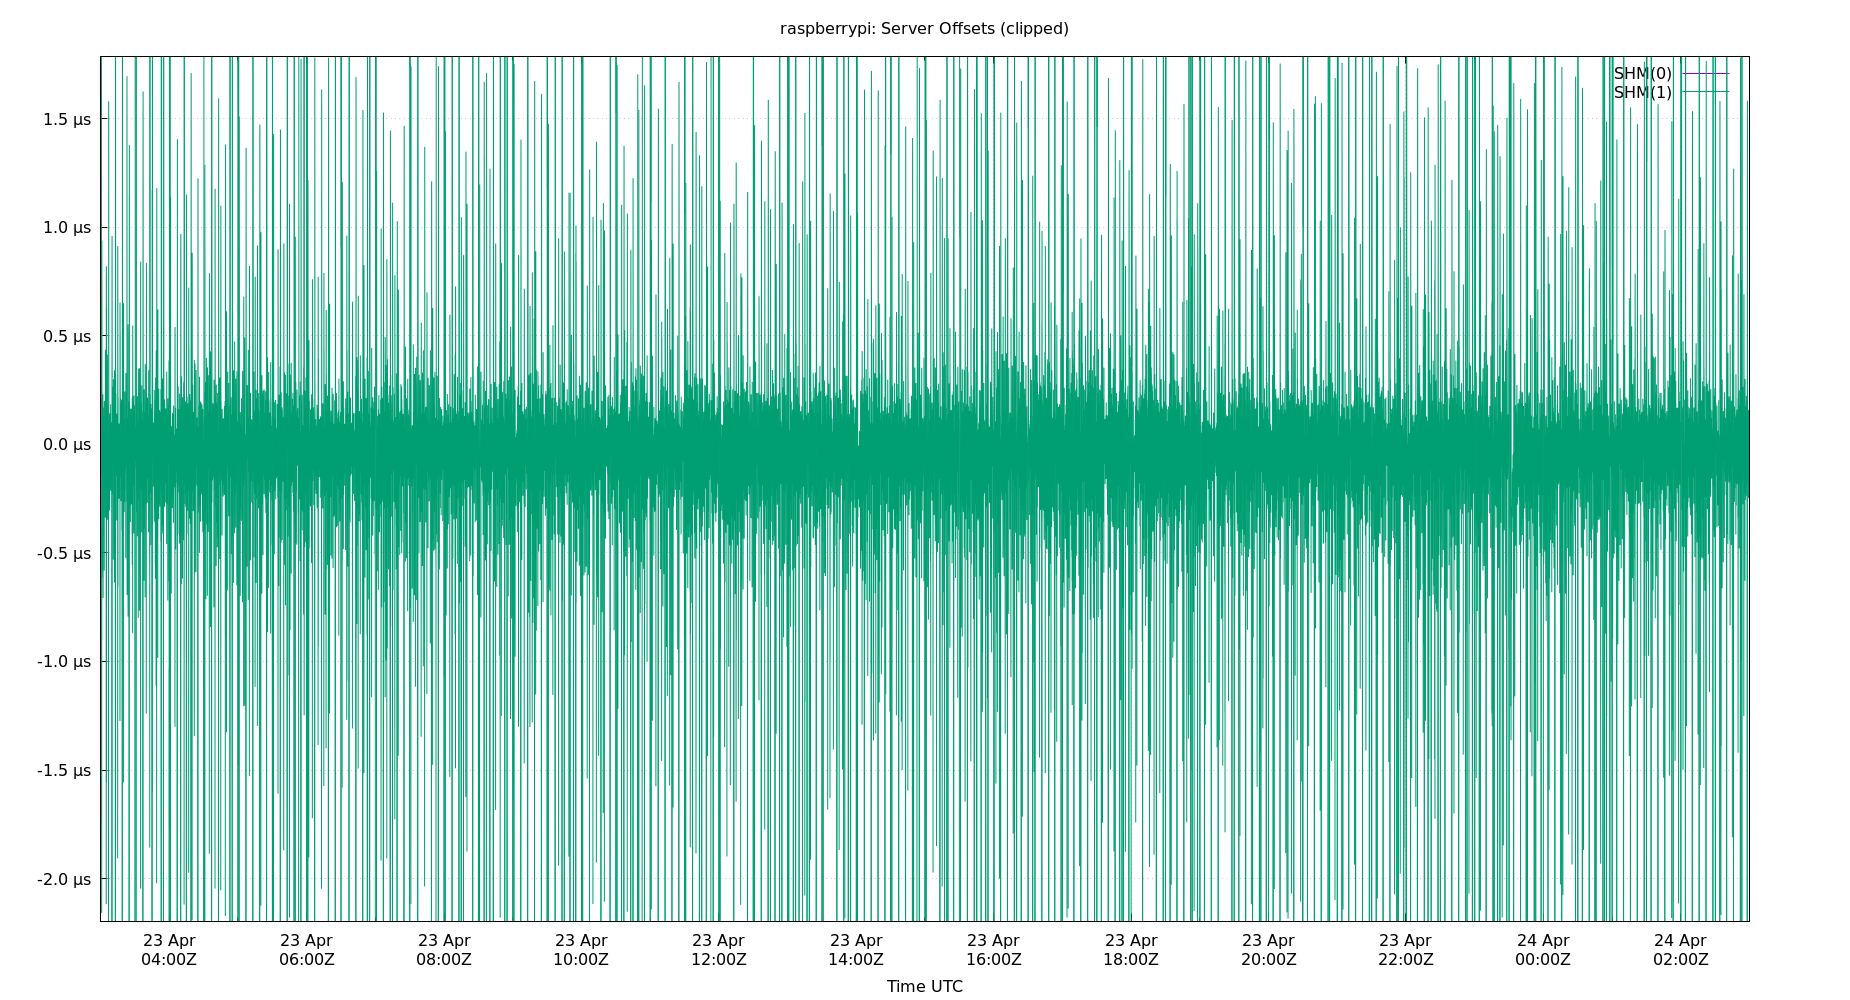 raspberrypi: Server Offsets (clipped)
SHM(0)
SHM(1)
1.5 µs
1.0 µs
0.5 µs
0.0 µs
-0.5 µs
-1.0 µs
-1.5 µs
-2.0 µs
23 Apr 23 Apr 23 Apr 23 Apr 23 Apr 23 Apr 23 Apr 23 Apr 23 Apr 23 Apr 24 Apr 24 Apr
04:00Z 06:00Z 08:00Z 10:00Z 12:00Z 14:00Z 16:00Z 18:00Z 20:00Z 22:00Z 00:00Z 02:00Z
Time UTC